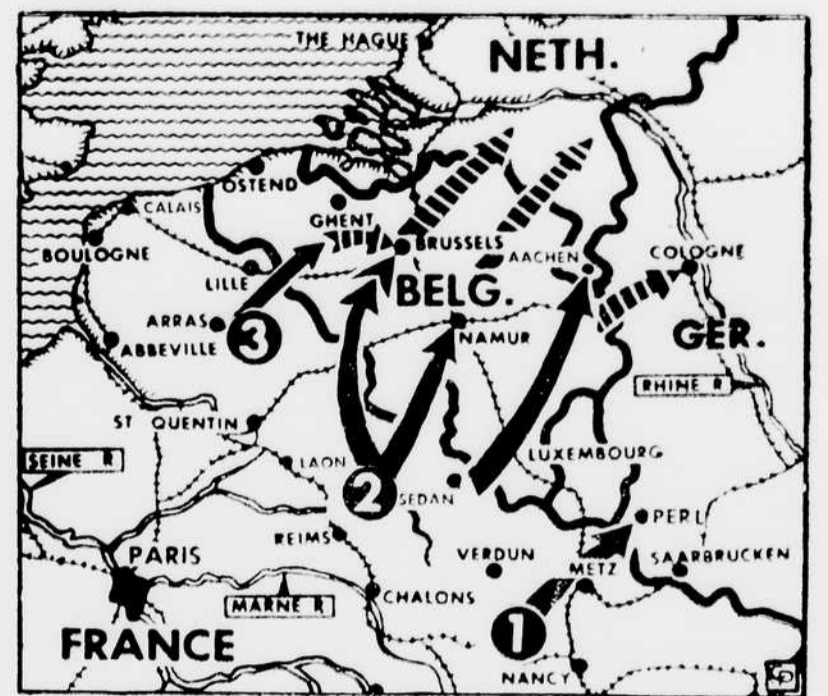 THE HAGUE
NETH.
OSTEND
CALAIS
GHENT
BOULOGNE
BRUSSELS
AACHEN
COLOGNE
LILLE
BELG.
ARRAS
3
ABBEVILLE
NAMUR
GER.
RHINE R
ST QUENTIN
SEINE R
LAON
LUXEMBOURG
2
SEDAN
PERL
REIMS
VERDUN
METZ
SAARBRUCKEN
PARIS
MARNE R
CHALONS
1
FRANCE
NANCY